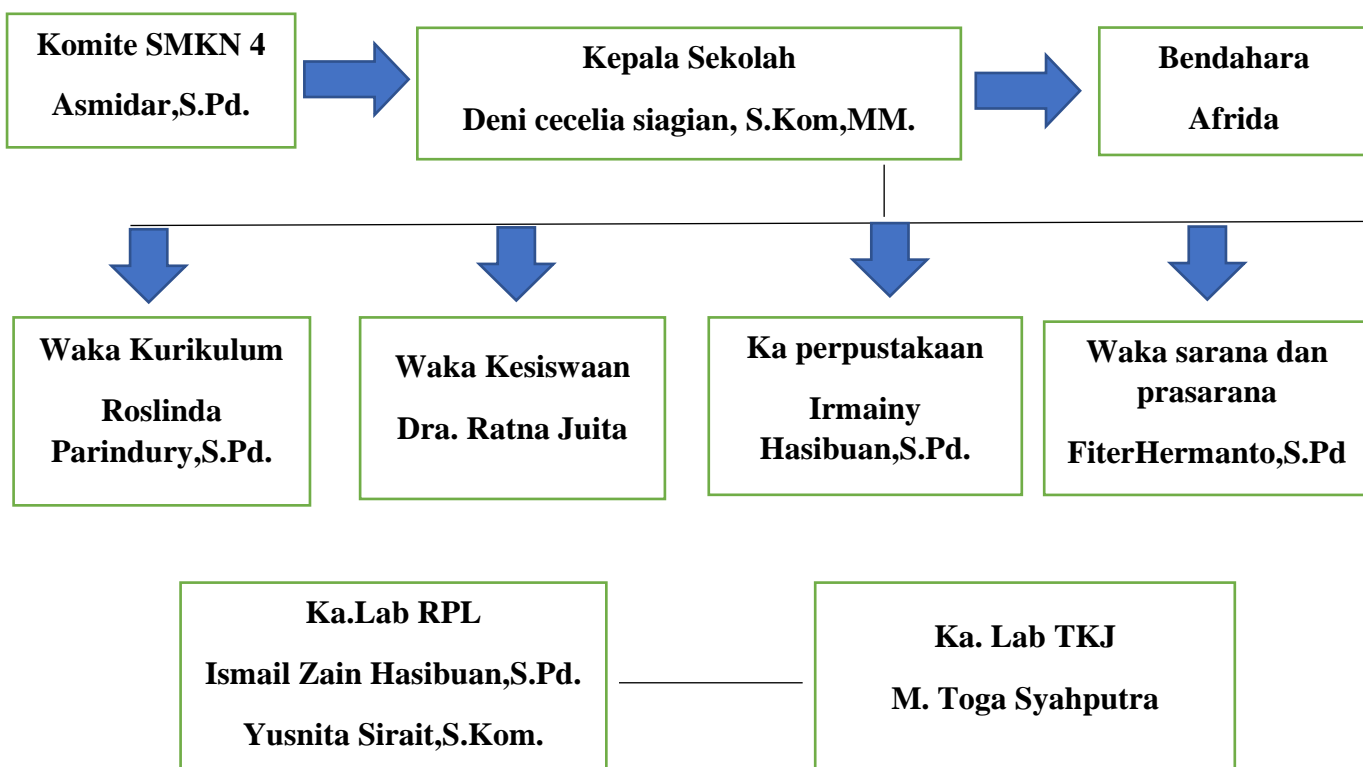 Komite SMKN 4
Asmidar,S.Pd.
Kepala Sekolah
Deni cecelia siagian, S.Kom,MM.
Bendahara
Afrida
Waka Kurikulum
Roslinda
Parindury,S.Pd.
Waka Kesiswaan
Dra. Ratna Juita
Ka perpustakaan
Irmainy
Hasibuan,S.Pd.
Waka sarana dan
prasarana
FiterHermanto,S.Pd
Ka.Lab RPL
Ismail Zain Hasibuan,S.Pd.
Yusnita Sirait,S.Kom.
Ka. Lab TKJ
M. Toga Syahputra